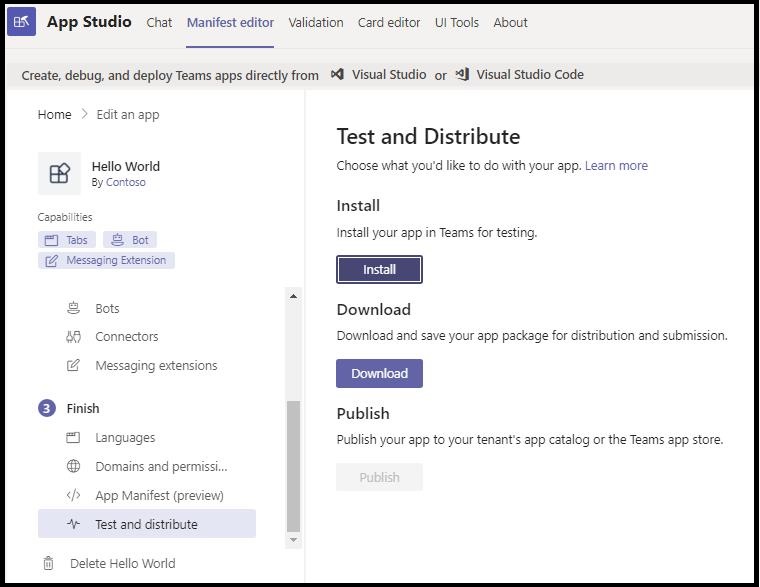 App Studio Chat Manifest editor Validation Card editor UI Tools About
Create, debug, and deploy Teams apps directly from Visual Studio or Visual Studio Code
Home > Edit an app
Hello World
By Contoso
Capabilities
Tabs Bot
Messaging Extension
Bots
Connectors
Messaging extensions
3 Finish
Languages
Domains and permissi...
</> App Manifest (preview)
Test and distribute
Delete Hello World
Test and Distribute
Choose what you'd like to do with your app. Learn more
Install
Install your app in Teams for testing.
Install
Download
Download and save your app package for distribution and submission.
Download
Publish
Publish your app to your tenant's app catalog or the Teams app store.
Publish